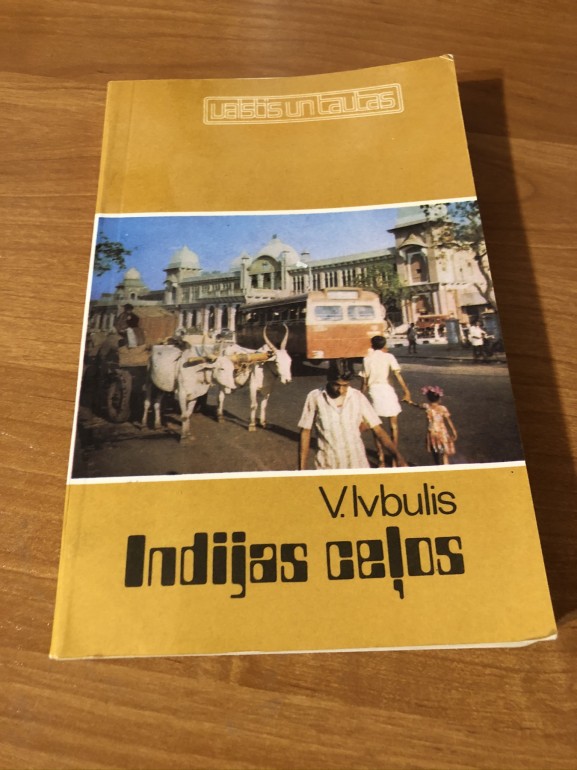 valstis un tautas
V. Ivbulis
Indijas ceļos